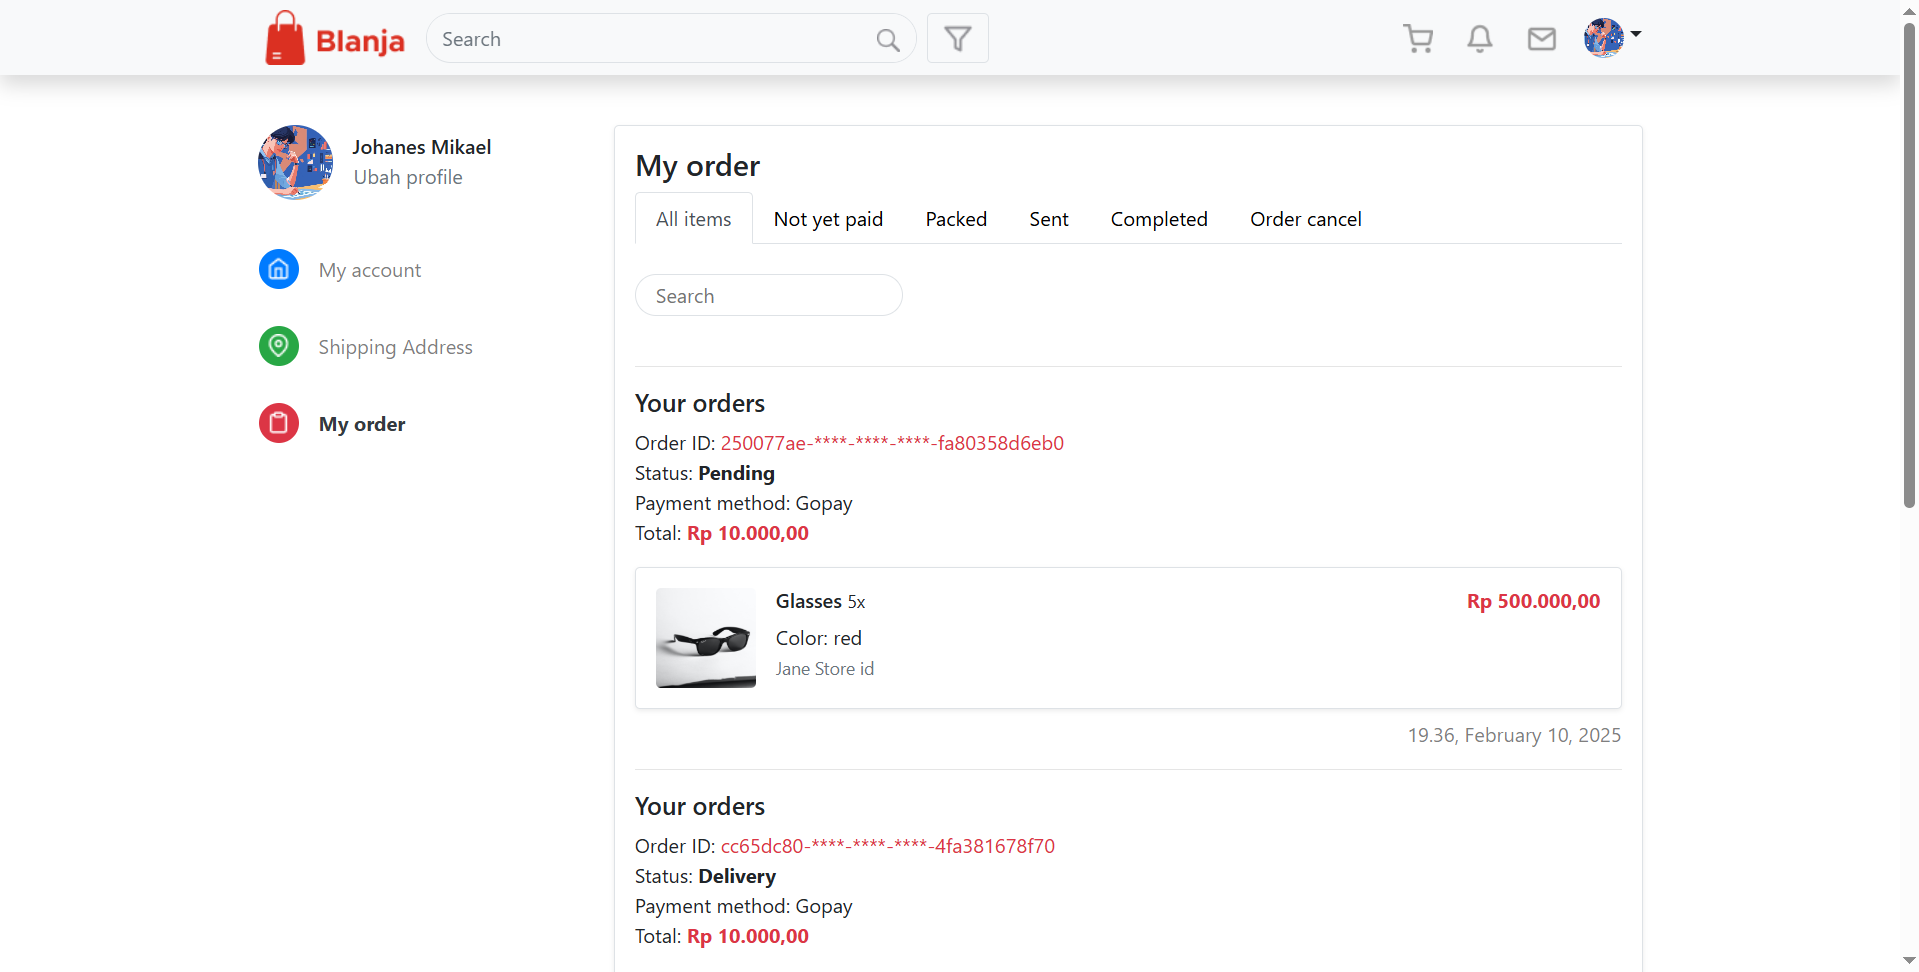 Blanja
Search
Johanes Mikael
Ubah profile
My account
Shipping Address
My order
My order
All items Not yet paid Packed Sent Completed Order cancel
Search
Your orders
Order ID: 250077ae-****-****-****-fa80358d6eb0
Status: Pending
Payment method: Gopay
Total: Rp 10.000,00
Glasses 5x Rp 500.000,00
Color: red
Jane Store id
19.36, February 10, 2025
Your orders
Order ID: cc65dc80-****-****-****-4fa381678f70
Status: Delivery
Payment method: Gopay
Total: Rp 10.000,00